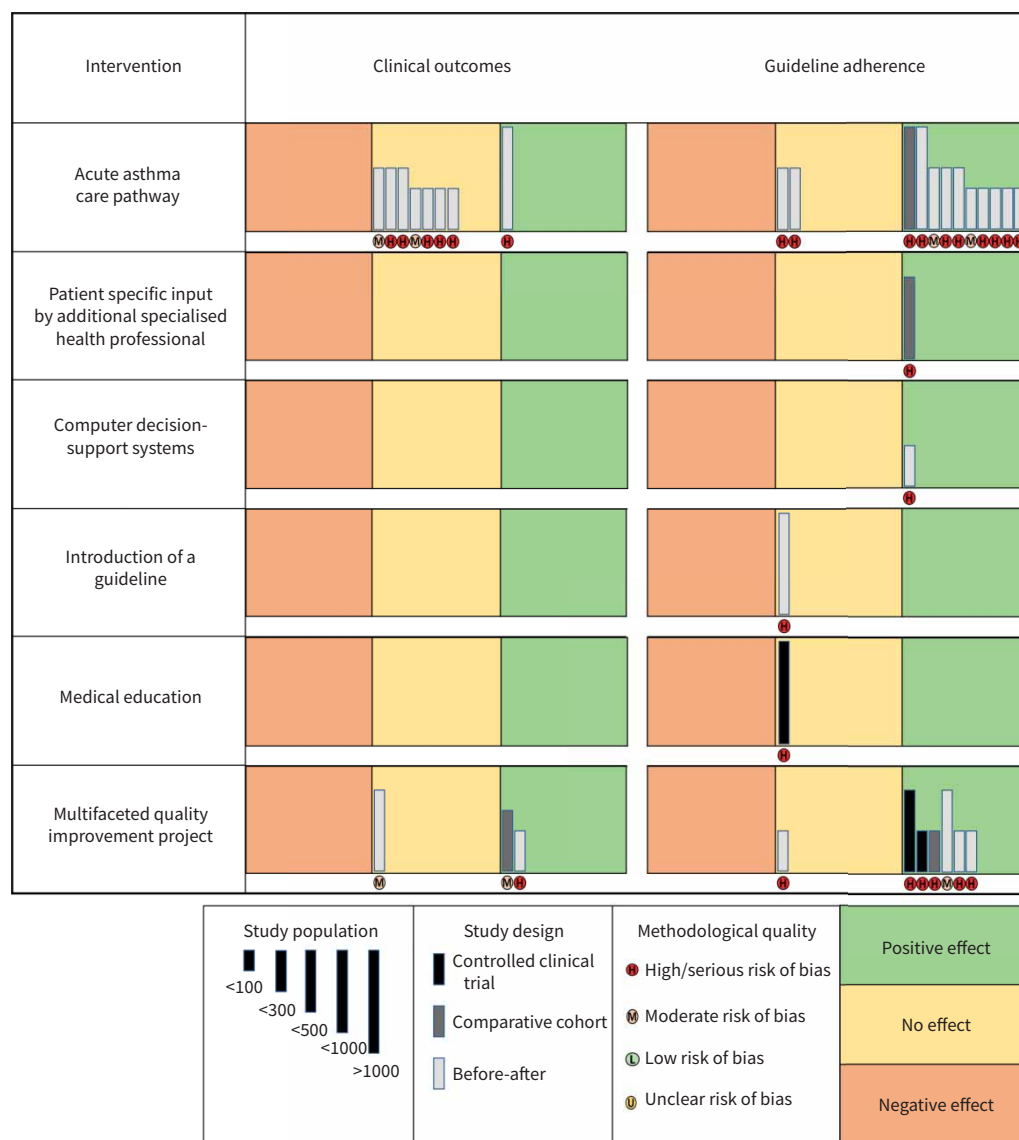 Intervention
Clinical outcomes
Guideline adherence
Acute asthma
care pathway
M H H M H H H
H
H H
H H M H H M H H H H
Patient specific input
by additional specialised
health professional
H
Computer decision-
support systems
H
Introduction of a
guideline
H
Medical education
H
Multifaceted quality
improvement project
M
M H
H
H H H M H H
Study population
<100
<300
<500
<1000
>1000
Study design
Controlled clinical
trial
Comparative cohort
Before-after
Methodological quality
H High/serious risk of bias
M Moderate risk of bias
L Low risk of bias
U Unclear risk of bias
Positive effect
No effect
Negative effect